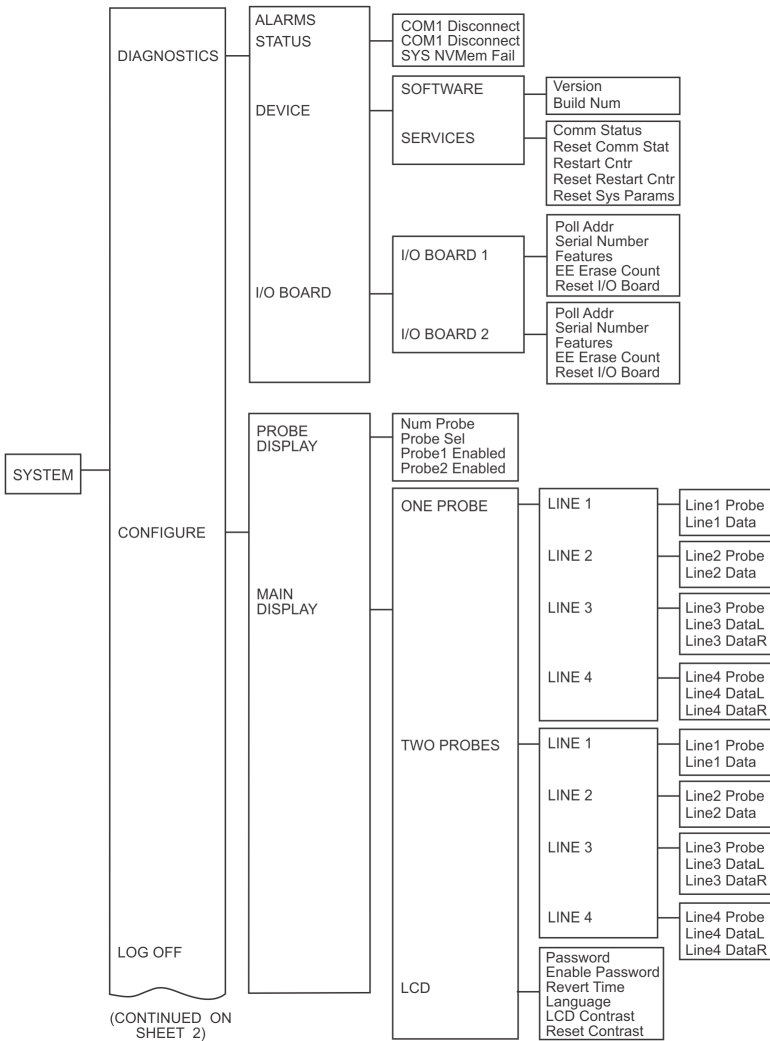 SYSTEM
DIAGNOSTICS
CONFIGURE
LOG OFF
(CONTINUED ON
SHEET 2)
ALARMS
STATUS
DEVICE
I/O BOARD
COM1 Disconnect
COM1 Disconnect
SYS NVMem Fail
SOFTWARE
SERVICES
Version
Build Num
Comm Status
Reset Comm Stat
Restart Cntr
Reset Restart Cntr
Reset Sys Params
I/O BOARD 1
I/O BOARD 2
Poll Addr
Serial Number
Features
EE Erase Count
Reset I/O Board
Poll Addr
Serial Number
Features
EE Erase Count
Reset I/O Board
PROBE
DISPLAY
MAIN
DISPLAY
Num Probe
Probe Sel
Probe1 Enabled
Probe2 Enabled
ONE PROBE
TWO PROBES
LCD
LINE 1
LINE 2
LINE 3
LINE 4
Line1 Probe
Line1 Data
Line2 Probe
Line2 Data
Line3 Probe
Line3 DataL
Line3 DataR
Line4 Probe
Line4 DataL
Line4 DataR
LINE 1
LINE 2
LINE 3
LINE 4
Line1 Probe
Line1 Data
Line2 Probe
Line2 Data
Line3 Probe
Line3 DataL
Line3 DataR
Line4 Probe
Line4 DataL
Line4 DataR
Password
Enable Password
Revert Time
Language
LCD Contrast
Reset Contrast